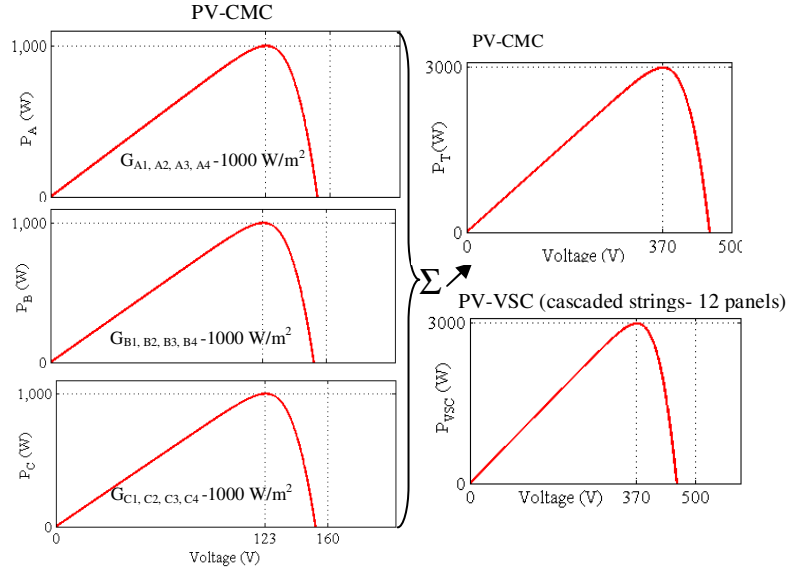 PV-CMC
1,000
P_A (W)
G_A1, A2, A3, A4 -1000 W/m²
0
1,000
P_B (W)
G_B1, B2, B3, B4 -1000 W/m²
0
1,000
P_C (W)
G_C1, C2, C3, C4 -1000 W/m²
0
0 123 160
Voltage (V)
Σ
PV-CMC
3000
P_T(W)
0
0 370 500
Voltage (V)
PV-VSC (cascaded strings- 12 panels)
3000
P_VSC (W)
0
0 Voltage (V) 370 500